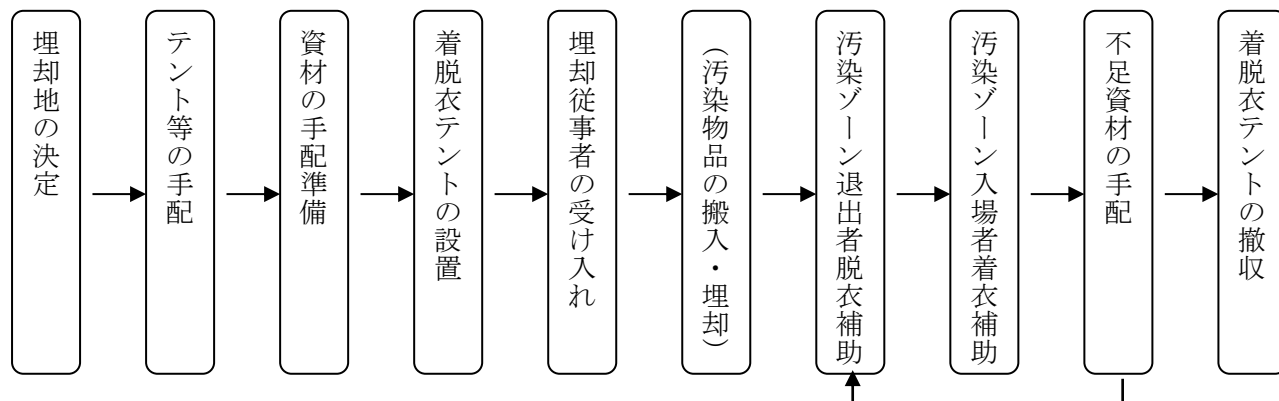 埋却地の決定
テント等の手配
資材の手配準備
着脱衣テントの設置
埋却従事者の受け入れ
（汚染物品の搬入・埋却）
汚染ゾーン退出者脱衣補助
汚染ゾーン入場者着衣補助
不足資材の手配
着脱衣テントの撤収